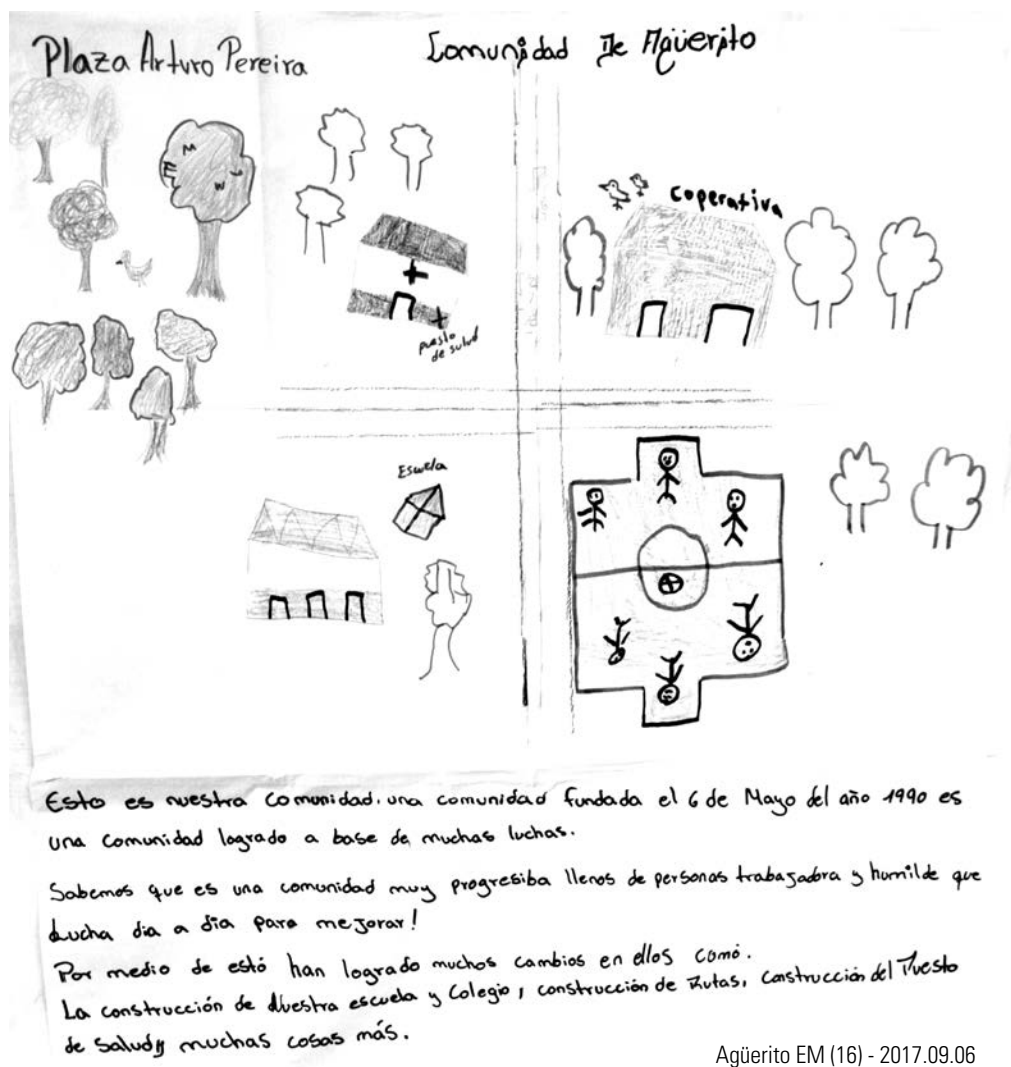 Plaza Arturo Pereira
Comunidad De Agüerito
coperativa
puesto
de salud
Escuela
Esto es nuestra comunidad. una comunidad fundada el 6 de Mayo del año 1990 es
una comunidad logrado a base de muchas luchas.
Sabemos que es una comunidad muy progresiba llenos de personas trabajadora y humilde que
Lucha dia a dia para mejorar!
Por medio de estó han logrado muchos cambios en ellos como.
La construcción de Nuestra escuela y Colegio, construcción de Rutas, construcción del Puesto
de Salud y muchas cosas más.
Agüerito EM (16) - 2017.09.06